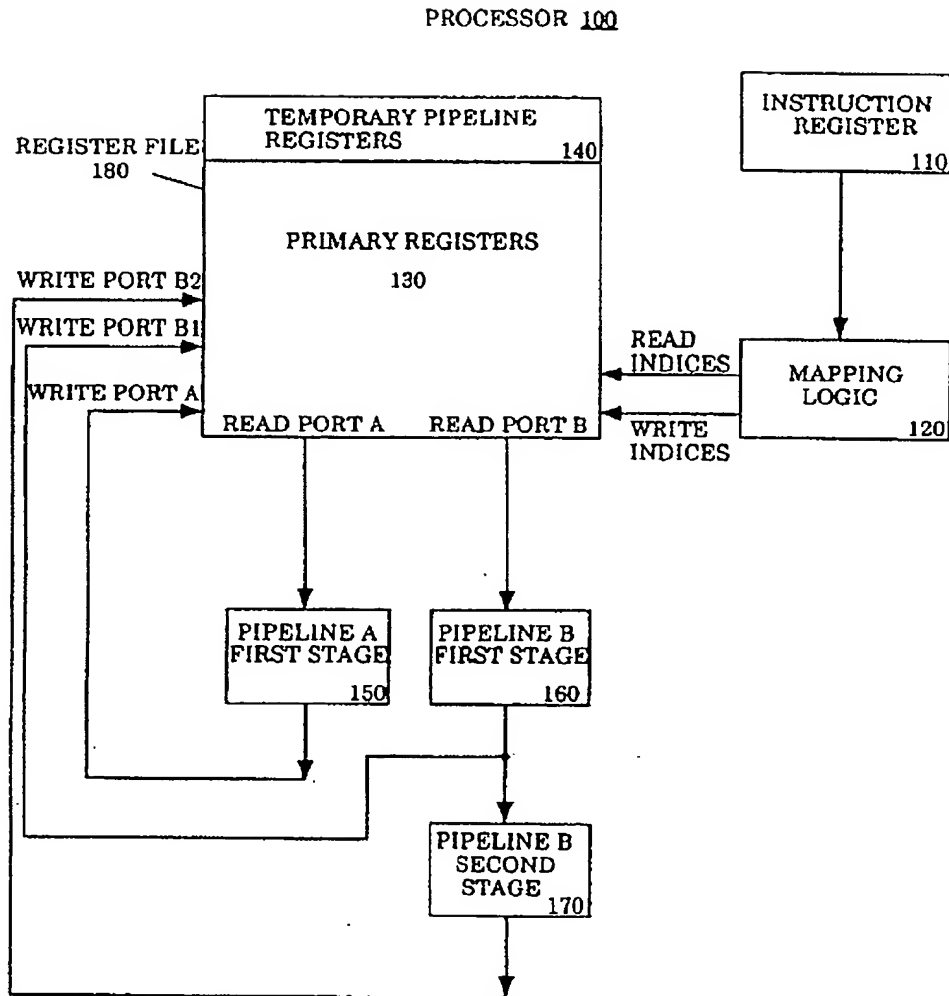 PROCESSOR 100
TEMPORARY PIPELINE
REGISTERS
140
INSTRUCTION
REGISTER
110
REGISTER FILE
180
PRIMARY REGISTERS
130
WRITE PORT B2
WRITE PORT B1
WRITE PORT A
READ
INDICES
WRITE
INDICES
MAPPING
LOGIC
120
READ PORT A
READ PORT B
PIPELINE A
FIRST STAGE
150
PIPELINE B
FIRST STAGE
160
PIPELINE B
SECOND
STAGE
170